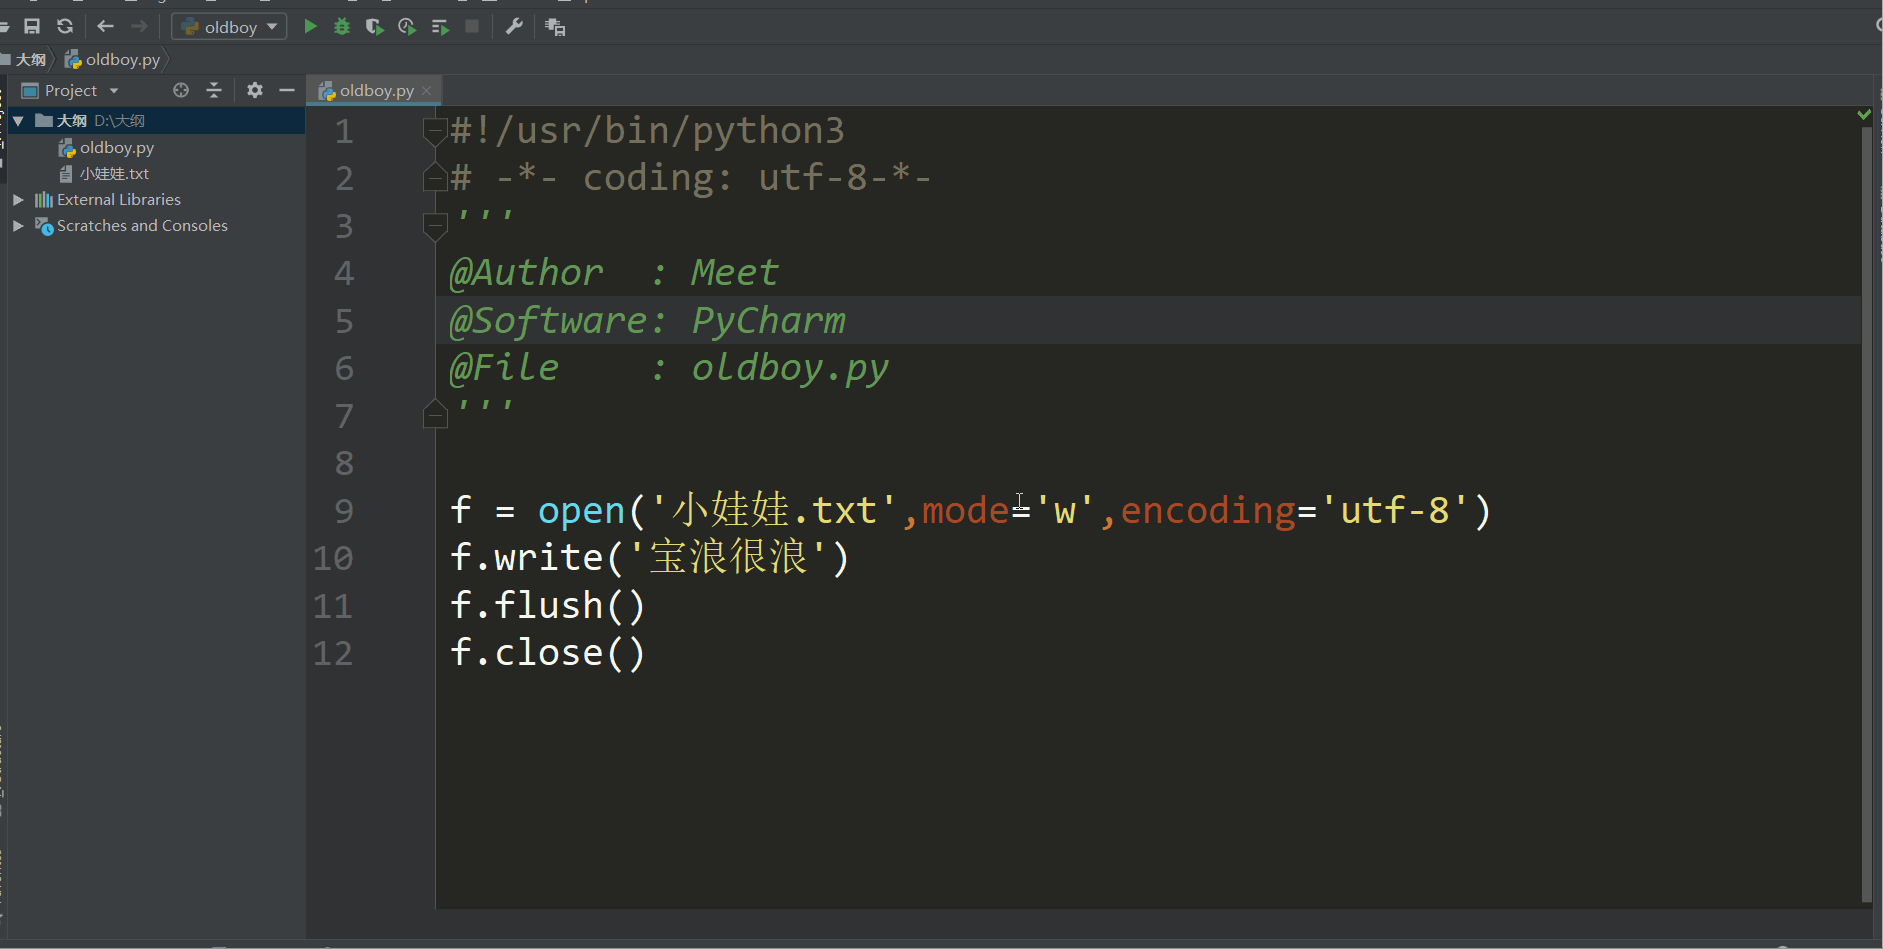 oldboy
大纲
oldboy.py
Project
oldboy.py
大纲 D:\大纲
oldboy.py
小娃娃.txt
External Libraries
Scratches and Consoles
1 #!/usr/bin/python3
2 # -*- coding: utf-8-*-
3 '''
4 @Author  : Meet
5 @Software: PyCharm
6 @File    : oldboy.py
7 '''
8
9 f = open('小娃娃.txt',mode='w',encoding='utf-8')
10 f.write('宝浪很浪')
11 f.flush()
12 f.close()